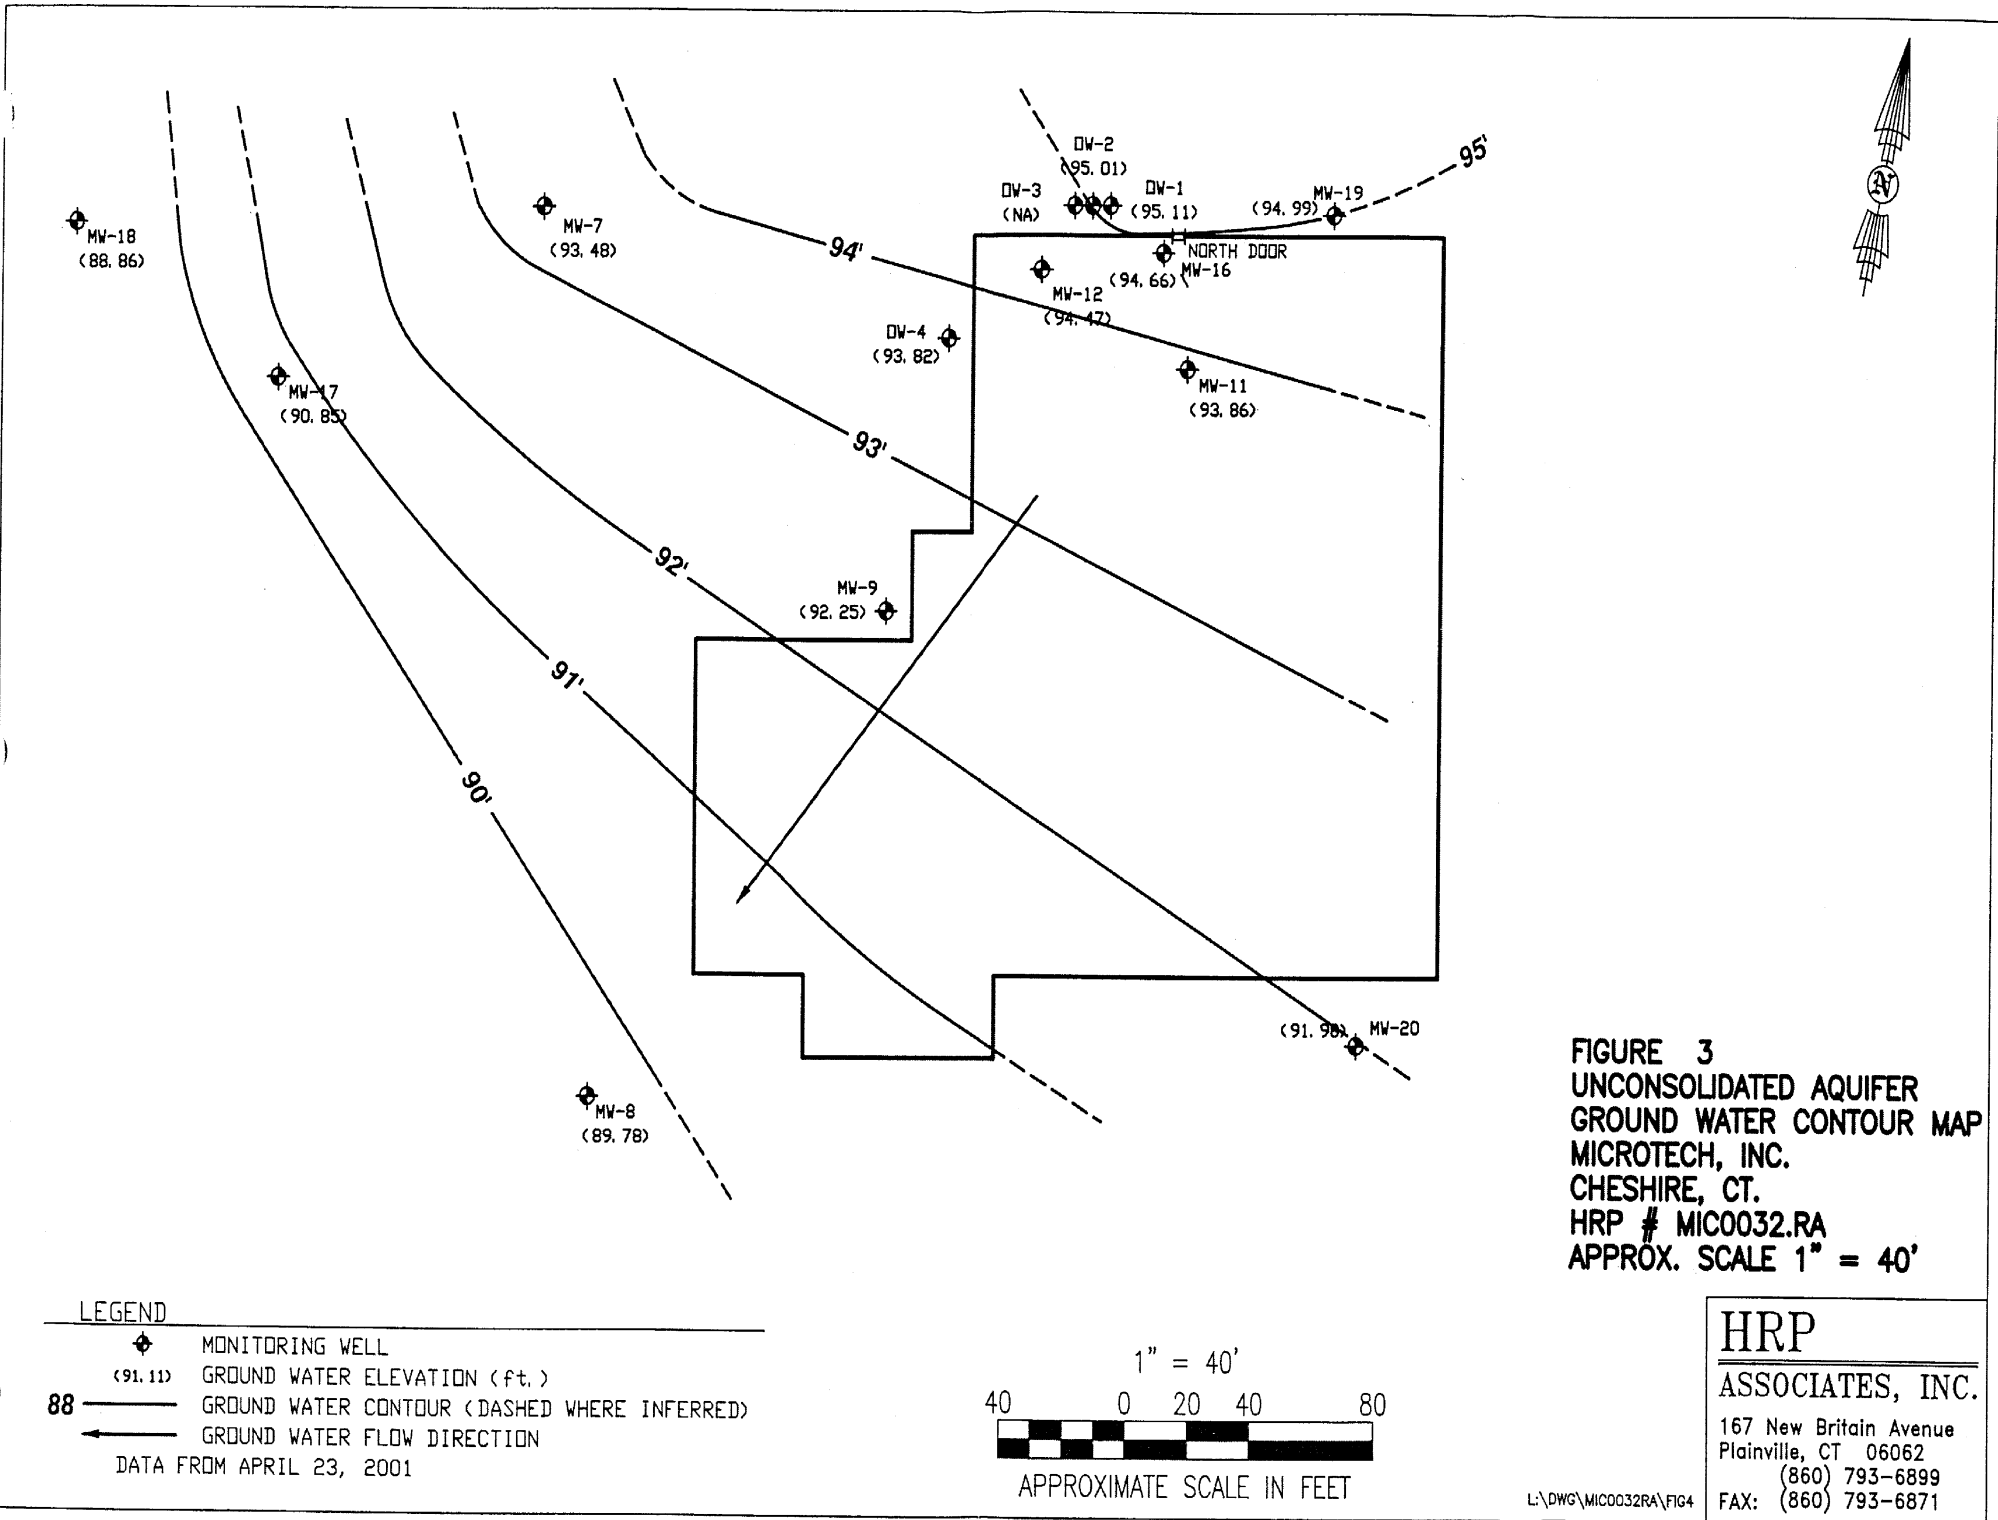 95'
OW-2
(95.01)
OW-3
(NA)
OW-1
(95.11)
MW-19
(94.99)
N
MW-18
(88.86)
MW-7
(93.48)
94'
NORTH DOOR
MW-16
(94.66)
MW-12
(94.47)
OW-4
(93.82)
MW-17
(90.85)
MW-11
(93.86)
93'
92'
MW-9
(92.25)
91'
90'
(91.98)
MW-20
MW-8
(89.78)
FIGURE 3
UNCONSOLIDATED AQUIFER
GROUND WATER CONTOUR MAP
MICROTECH, INC.
CHESHIRE, CT.
HRP # MIC0032.RA
APPROX. SCALE 1" = 40'
LEGEND
MONITORING WELL
(91.11) GROUND WATER ELEVATION (ft.)
88 GROUND WATER CONTOUR (DASHED WHERE INFERRED)
GROUND WATER FLOW DIRECTION
DATA FROM APRIL 23, 2001
1" = 40'
40 0 20 40 80
APPROXIMATE SCALE IN FEET
L:\DWG\MIC0032RA\FIG4
HRP
ASSOCIATES, INC.
167 New Britain Avenue
Plainville, CT 06062
(860) 793-6899
FAX: (860) 793-6871